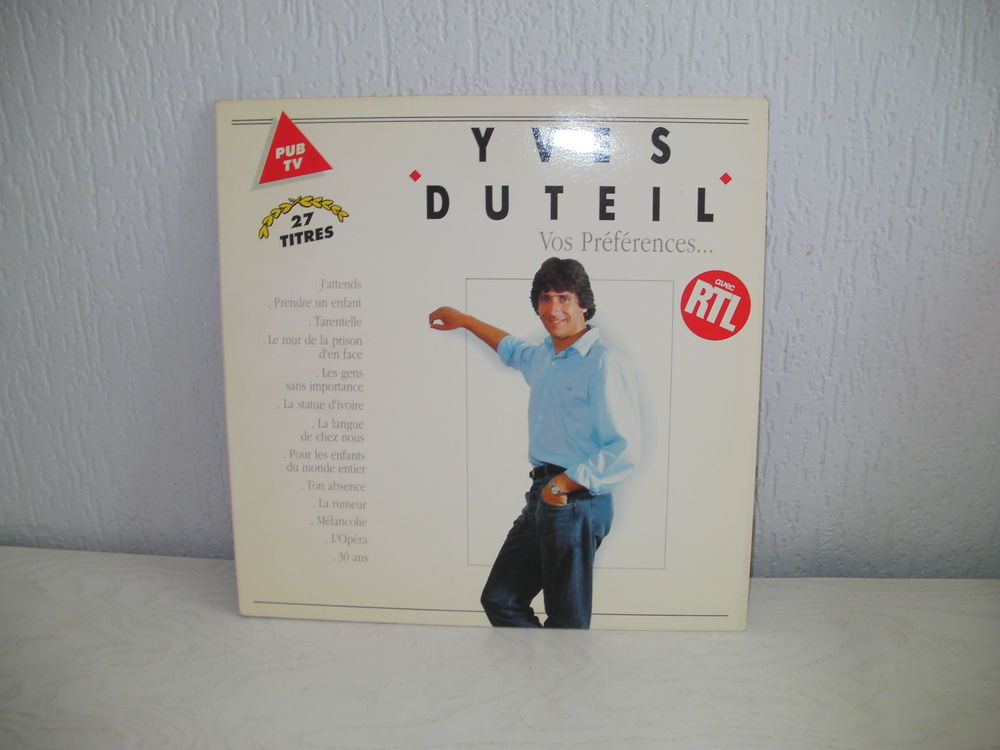 PUB
TV
27
TITRES
YVES
DUTEIL
Vos Préférences...
avec
RTL
. J'attends
. Prendre un enfant
. Tarentelle
. Le mur de la prison
d'en face
. Les gens
sans importance
. La statue d'ivoire
. La langue
de chez nous
. Pour les enfants
du monde entier
. Ton absence
. La rumeur
. Mélancolie
. L'Opéra
. 30 ans